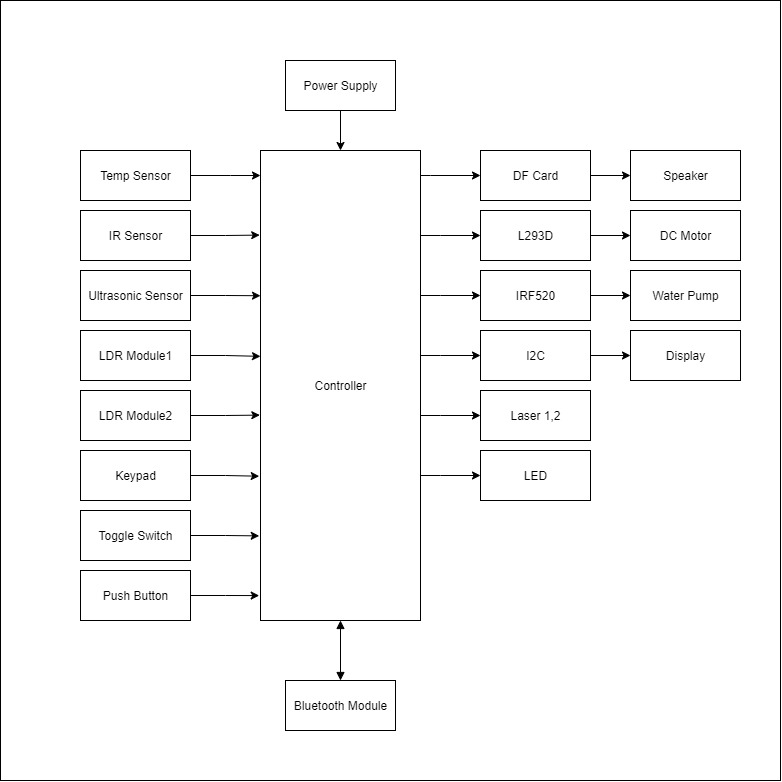 Power Supply
Temp Sensor
DF Card
Speaker
IR Sensor
L293D
DC Motor
Ultrasonic Sensor
IRF520
Water Pump
LDR Module1
I2C
Display
Controller
LDR Module2
Laser 1,2
Keypad
LED
Toggle Switch
Push Button
Bluetooth Module